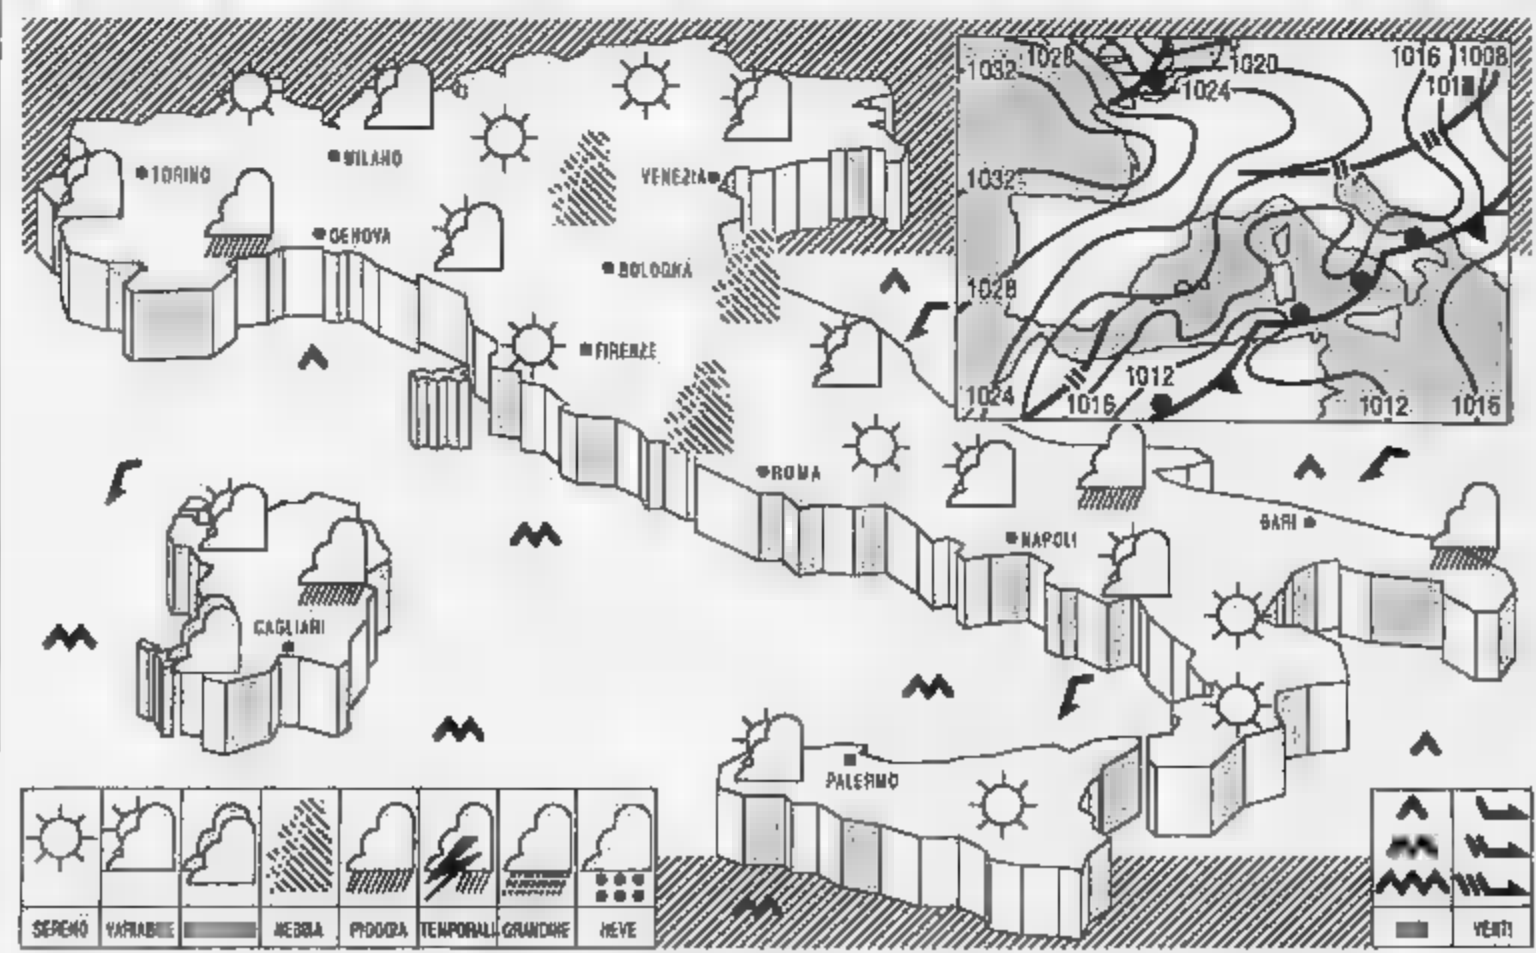 1032
1028
1020
1024
1016
1008
1032
1028
1024
1016
1012
1012
1016
TORINO
MILANO
VENEZIA
GENOVA
BOLOGNA
FIRENZE
ROMA
NAPOLI
BARI
CAGLIARI
PALERMO
SERENO
VARIABILE
NEBBIA
PIOGGIA
TEMPORALI
GRANDINE
NEVE
VENTI